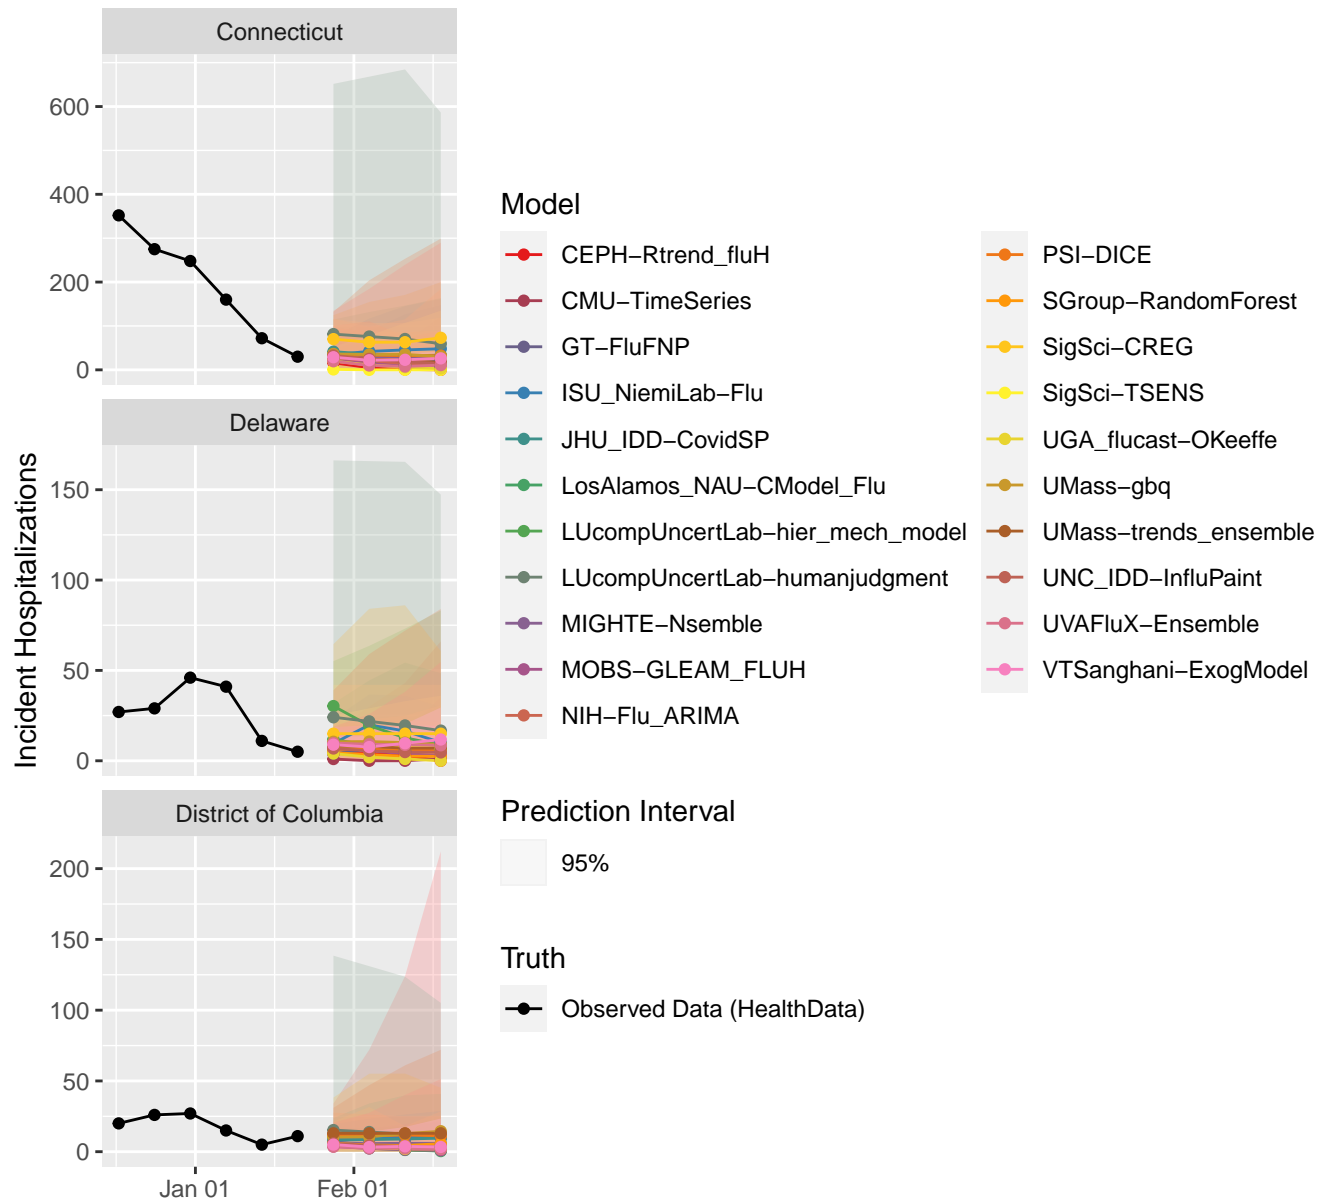 Connecticut
600
400
200
0
Delaware
150
100
50
0
District of Columbia
200
150
100
50
0
Jan 01
Feb 01
Incident Hospitalizations
Model
CEPH−Rtrend_fluH
CMU−TimeSeries
GT−FluFNP
ISU_NiemiLab−Flu
JHU_IDD−CovidSP
LosAlamos_NAU−CModel_Flu
LUcompUncertLab−hier_mech_model
LUcompUncertLab−humanjudgment
MIGHTE−Nsemble
MOBS−GLEAM_FLUH
NIH−Flu_ARIMA
PSI−DICE
SGroup−RandomForest
SigSci−CREG
SigSci−TSENS
UGA_flucast−OKeeffe
UMass−gbq
UMass−trends_ensemble
UNC_IDD−InfluPaint
UVAFluX−Ensemble
VTSanghani−ExogModel
Prediction Interval
95%
Truth
Observed Data (HealthData)